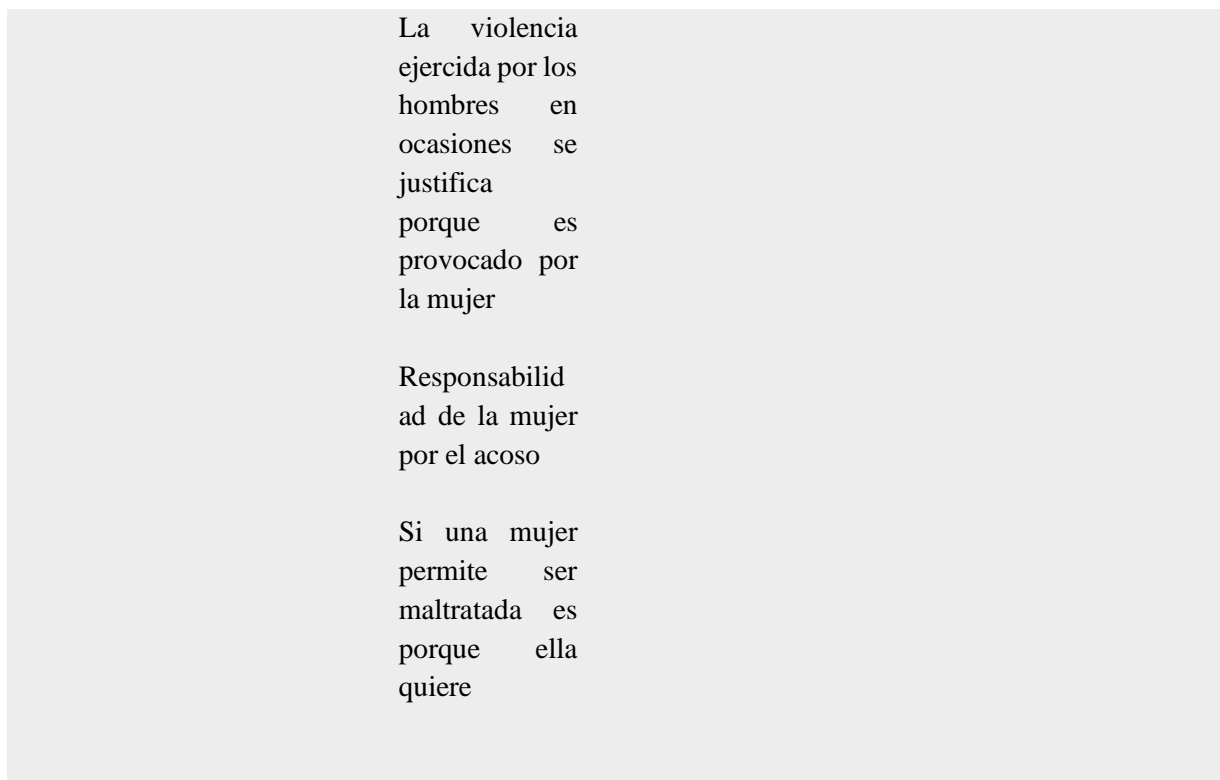 La violencia
ejercida por los
hombres en
ocasiones se
justifica
porque es
provocado por
la mujer
Responsabilid
ad de la mujer
por el acoso
Si una mujer
permite ser
maltratada es
porque ella
quiere